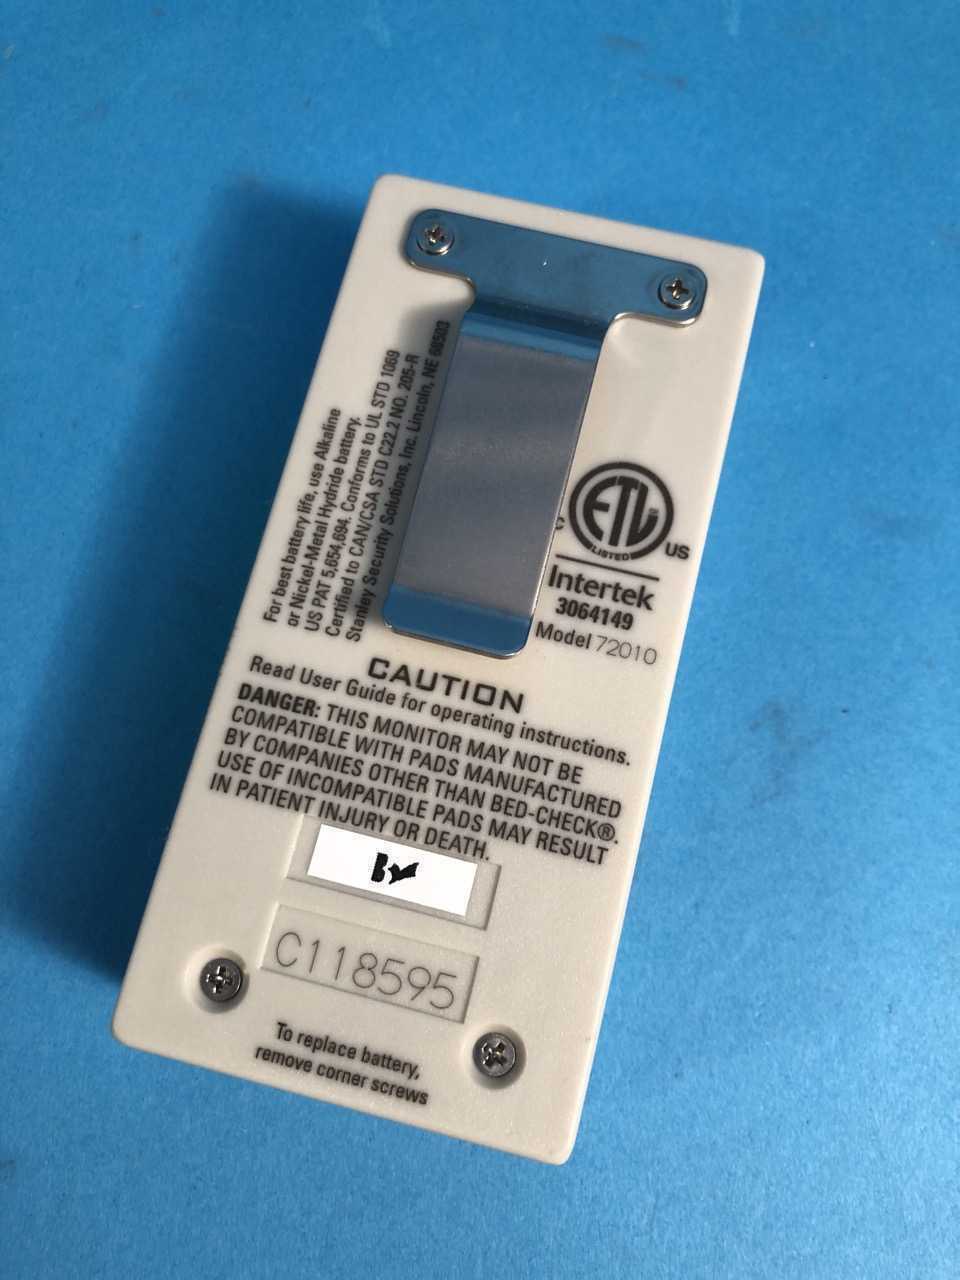 For best battery life, use Alkaline
or Nickel-Metal Hydride battery.
US PAT 5,654,694. Conforms to UL STD 1069
Certified to CAN/CSA STD C22.2 NO. 205-R
Stanley Security Solutions, Inc. Lincoln, NE 68503
ETL
LISTED
C US
Intertek
3064149
Model 72010
CAUTION
Read User Guide for operating instructions.
DANGER: THIS MONITOR MAY NOT BE
COMPATIBLE WITH PADS MANUFACTURED
BY COMPANIES OTHER THAN BED-CHECK®.
USE OF INCOMPATIBLE PADS MAY RESULT
IN PATIENT INJURY OR DEATH.
C118595
To replace battery,
remove corner screws